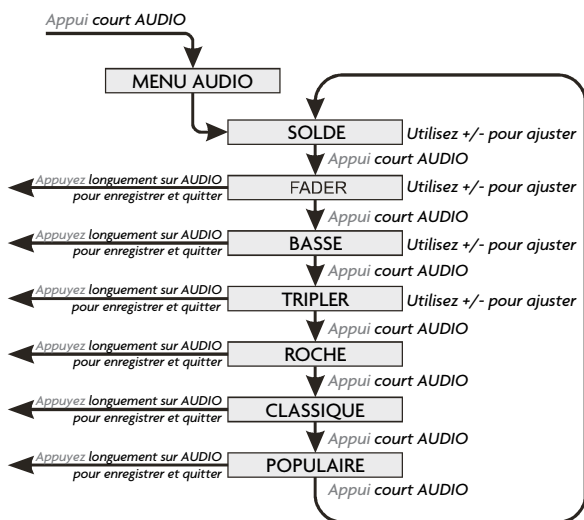 Appui court AUDIO
MENU AUDIO
SOLDE Utilisez +/- pour ajuster
Appui court AUDIO
Appuyez longuement sur AUDIO
pour enregistrer et quitter
FADER Utilisez +/- pour ajuster
Appui court AUDIO
Appuyez longuement sur AUDIO
pour enregistrer et quitter
BASSE Utilisez +/- pour ajuster
Appui court AUDIO
Appuyez longuement sur AUDIO
pour enregistrer et quitter
TRIPLER Utilisez +/- pour ajuster
Appui court AUDIO
Appuyez longuement sur AUDIO
pour enregistrer et quitter
ROCHE
Appui court AUDIO
Appuyez longuement sur AUDIO
pour enregistrer et quitter
CLASSIQUE
Appui court AUDIO
Appuyez longuement sur AUDIO
pour enregistrer et quitter
POPULAIRE
Appui court AUDIO